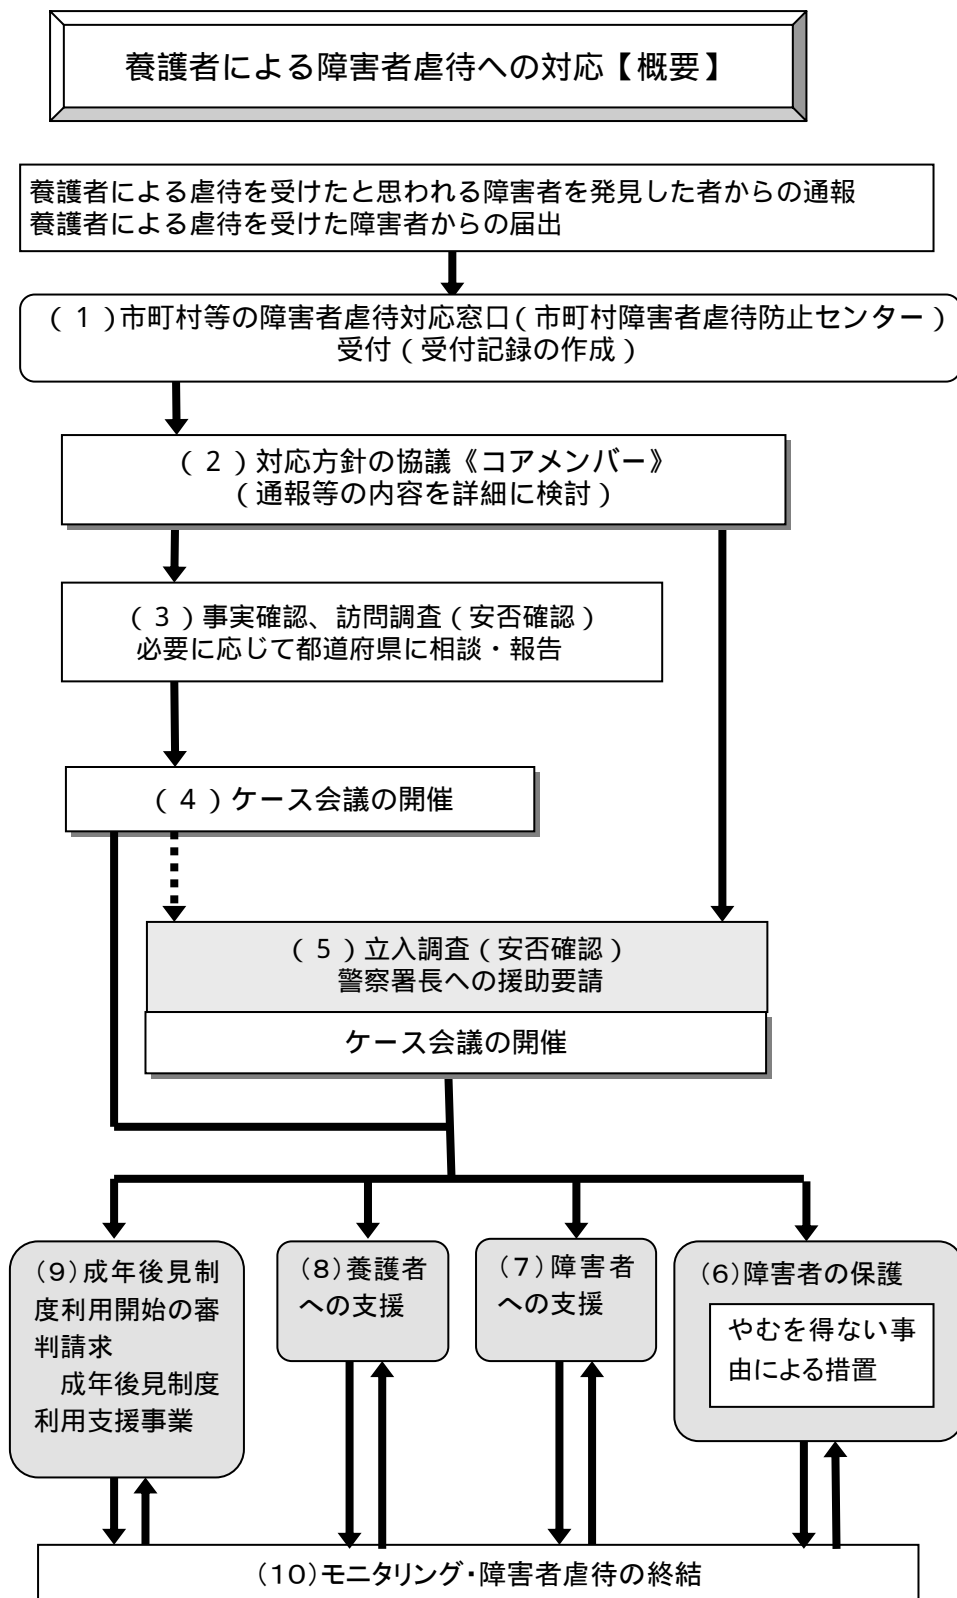 養護者による障害者虐待への対応【概要】
養護者による虐待を受けたと思われる障害者を発見した者からの通報
養護者による虐待を受けた障害者からの届出
(1)市町村等の障害者虐待対応窓口(市町村障害者虐待防止センター)
受付(受付記録の作成)
(2)対応方針の協議《コアメンバー》
(通報等の内容を詳細に検討)
(3)事実確認、訪問調査(安否確認)
必要に応じて都道府県に相談・報告
(4)ケース会議の開催
(5)立入調査(安否確認)
警察署長への援助要請
ケース会議の開催
(9)成年後見制
度利用開始の審
判請求
成年後見制度
利用支援事業
(8)養護者
への支援
(7)障害者
への支援
(6)障害者の保護
やむを得ない事
由による措置
(10)モニタリング・障害者虐待の終結